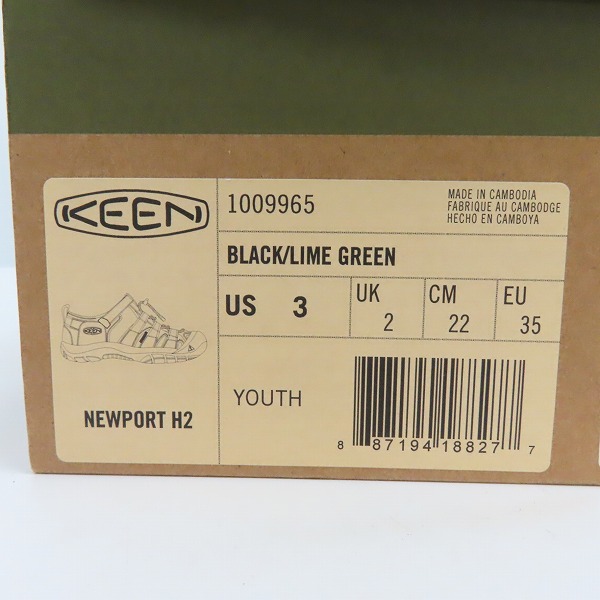 KEEN
1009965
MADE IN CAMBODIA
FABRIQUE AU CAMBODGE
HECHO EN CAMBOYA
BLACK/LIME GREEN
US 3
UK 2
CM 22
EU 35
KEEN
NEWPORT H2
YOUTH
8 87194 18827 7